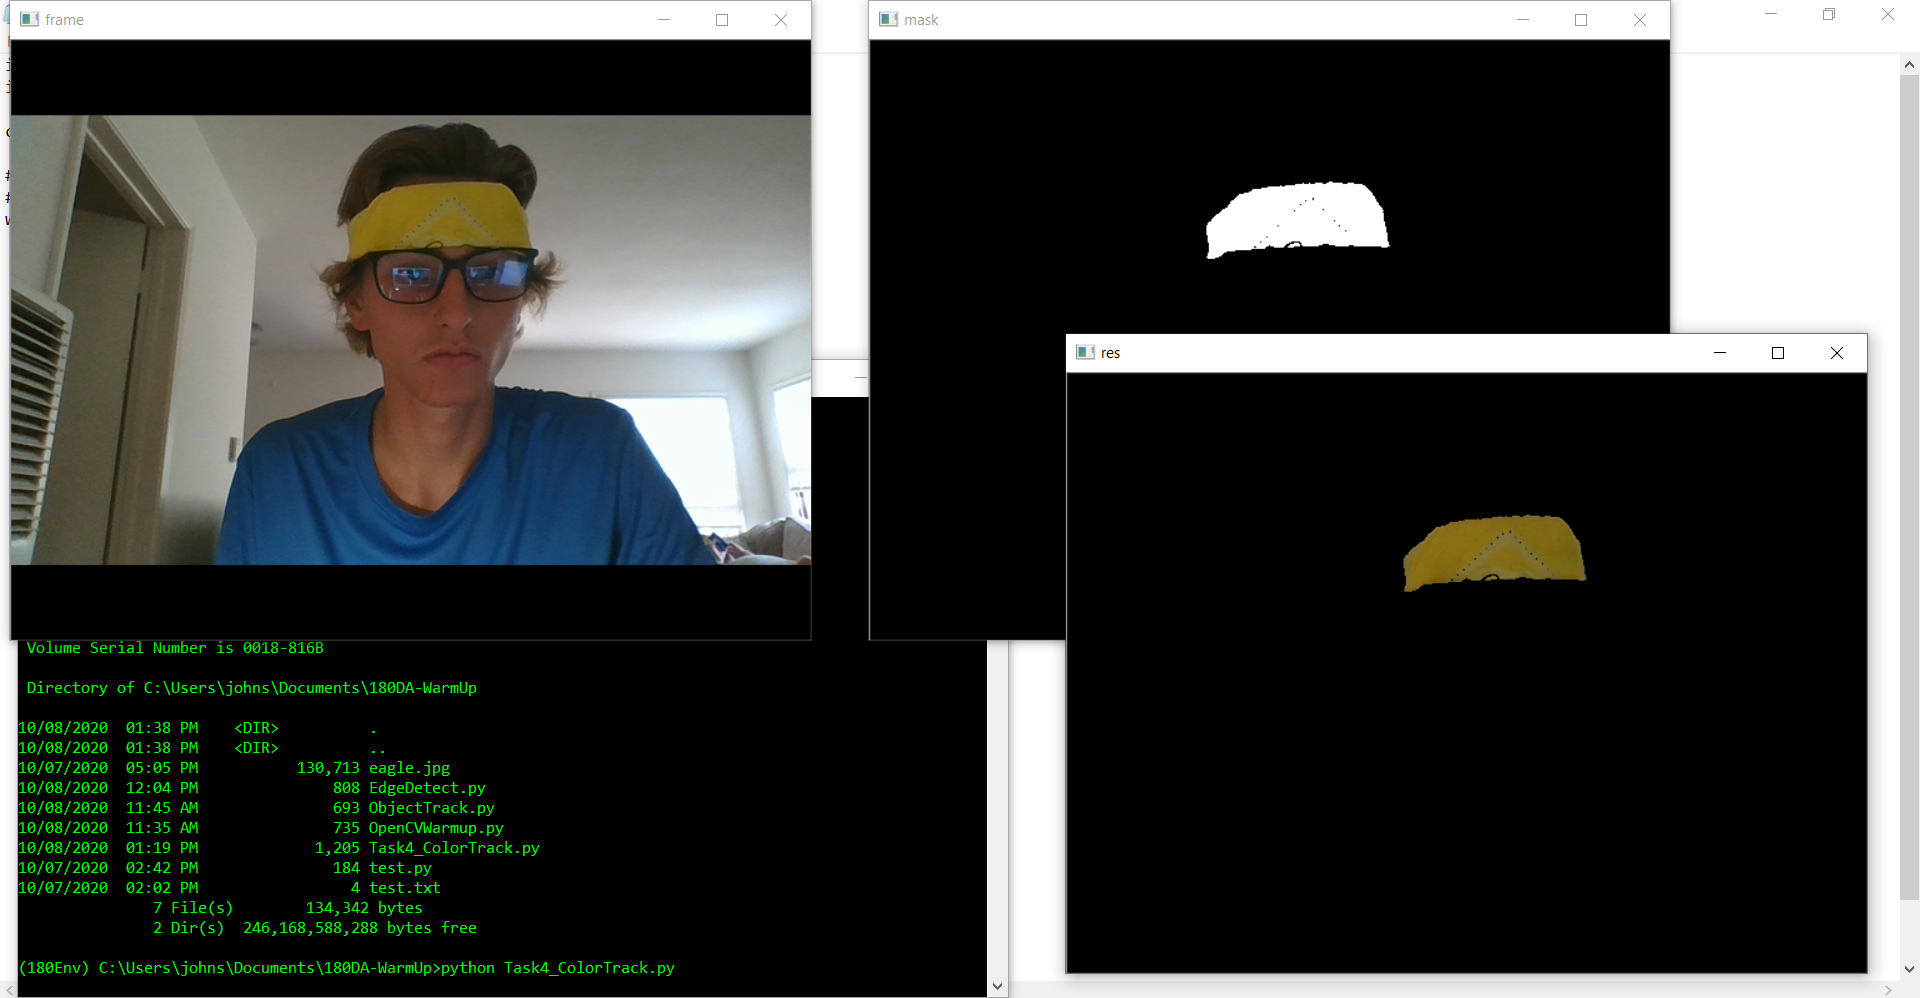 frame
mask
res
i
i
#
#
Volume Serial Number is 0018-816B
Directory of C:\Users\johns\Documents\180DA-WarmUp
10/08/2020  01:38 PM    <DIR>          .
10/08/2020  01:38 PM    <DIR>          ..
10/07/2020  05:05 PM           130,713 eagle.jpg
10/08/2020  12:04 PM               808 EdgeDetect.py
10/08/2020  11:45 AM               693 ObjectTrack.py
10/08/2020  11:35 AM               735 OpenCVWarmup.py
10/08/2020  01:19 PM             1,205 Task4_ColorTrack.py
10/07/2020  02:42 PM               184 test.py
10/07/2020  02:02 PM                 4 test.txt
7 File(s)        134,342 bytes
2 Dir(s)  246,168,588,288 bytes free
(180Env) C:\Users\johns\Documents\180DA-WarmUp>python Task4_ColorTrack.py